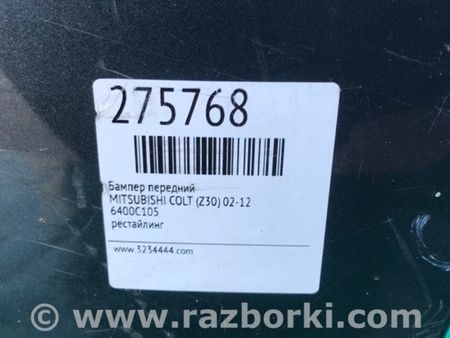 275768
Бампер передний
MITSUBISHI COLT (Z30) 02-12
6400C105
рестайлинг
www.3234444.com
© www.razborki.com